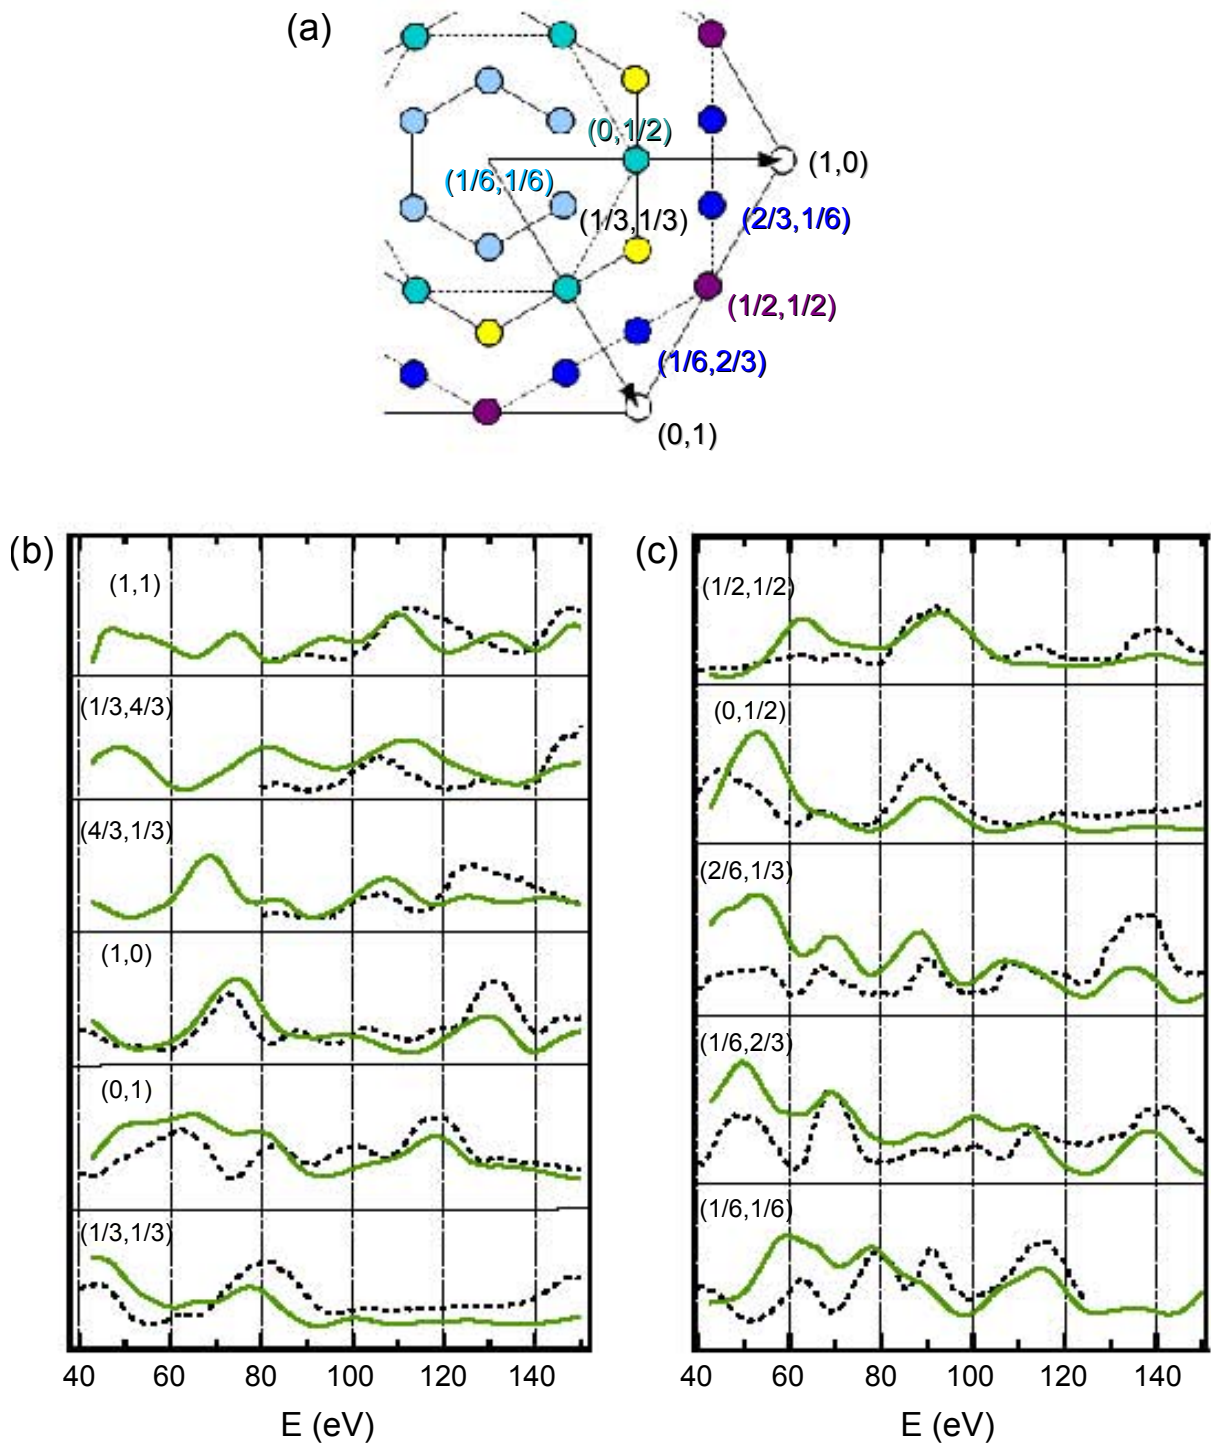 (a)
(0,1/2)
(1,0)
(1/6,1/6)
(1/3,1/3)
(2/3,1/6)
(1/2,1/2)
(1/6,2/3)
(0,1)
(b)
(1,1)
(1/3,4/3)
(4/3,1/3)
(1,0)
(0,1)
(1/3,1/3)
40 60 80 100 120 140
E (eV)
(c)
(1/2,1/2)
(0,1/2)
(2/6,1/3)
(1/6,2/3)
(1/6,1/6)
40 60 80 100 120 140
E (eV)